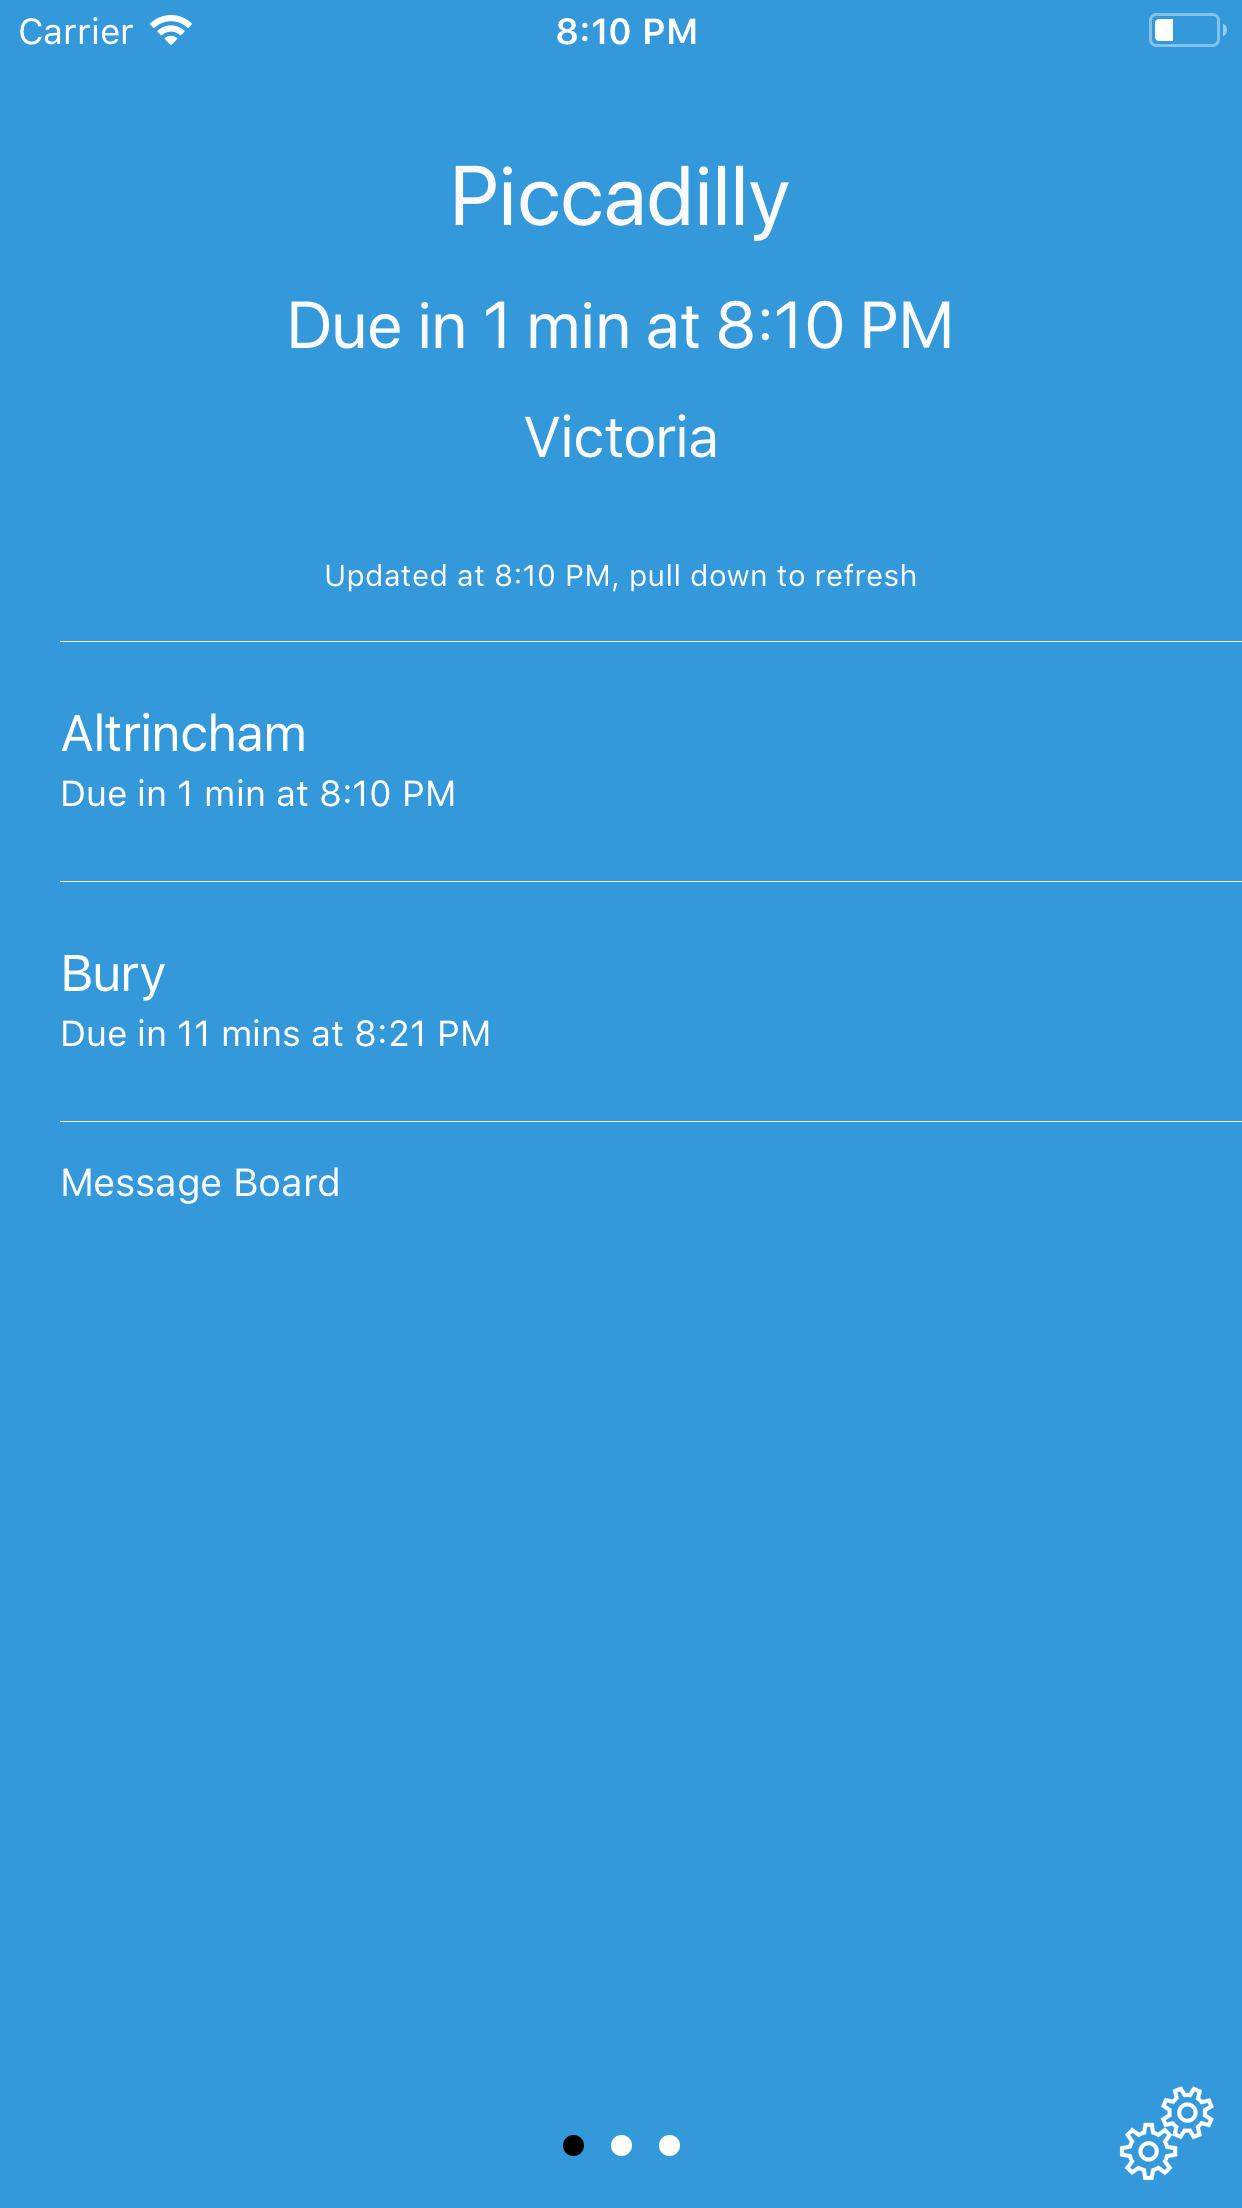 Carrier 8:10 PM
Piccadilly
Due in 1 min at 8:10 PM
Victoria
Updated at 8:10 PM, pull down to refresh
Altrincham
Due in 1 min at 8:10 PM
Bury
Due in 11 mins at 8:21 PM
Message Board